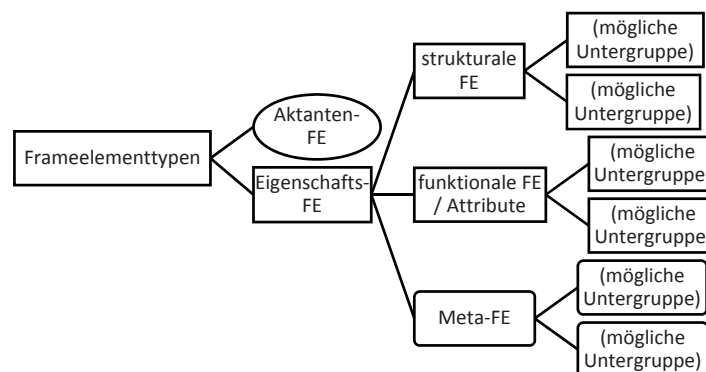 Frameelementtypen
Aktanten-
FE
Eigenschafts-
FE
strukturale
FE
(mögliche
Untergruppe)
(mögliche
Untergruppe)
funktionale FE
/ Attribute
(mögliche
Untergruppe
(mögliche
Untergruppe
Meta-FE
(mögliche
Untergruppe)
(mögliche
Untergruppe)